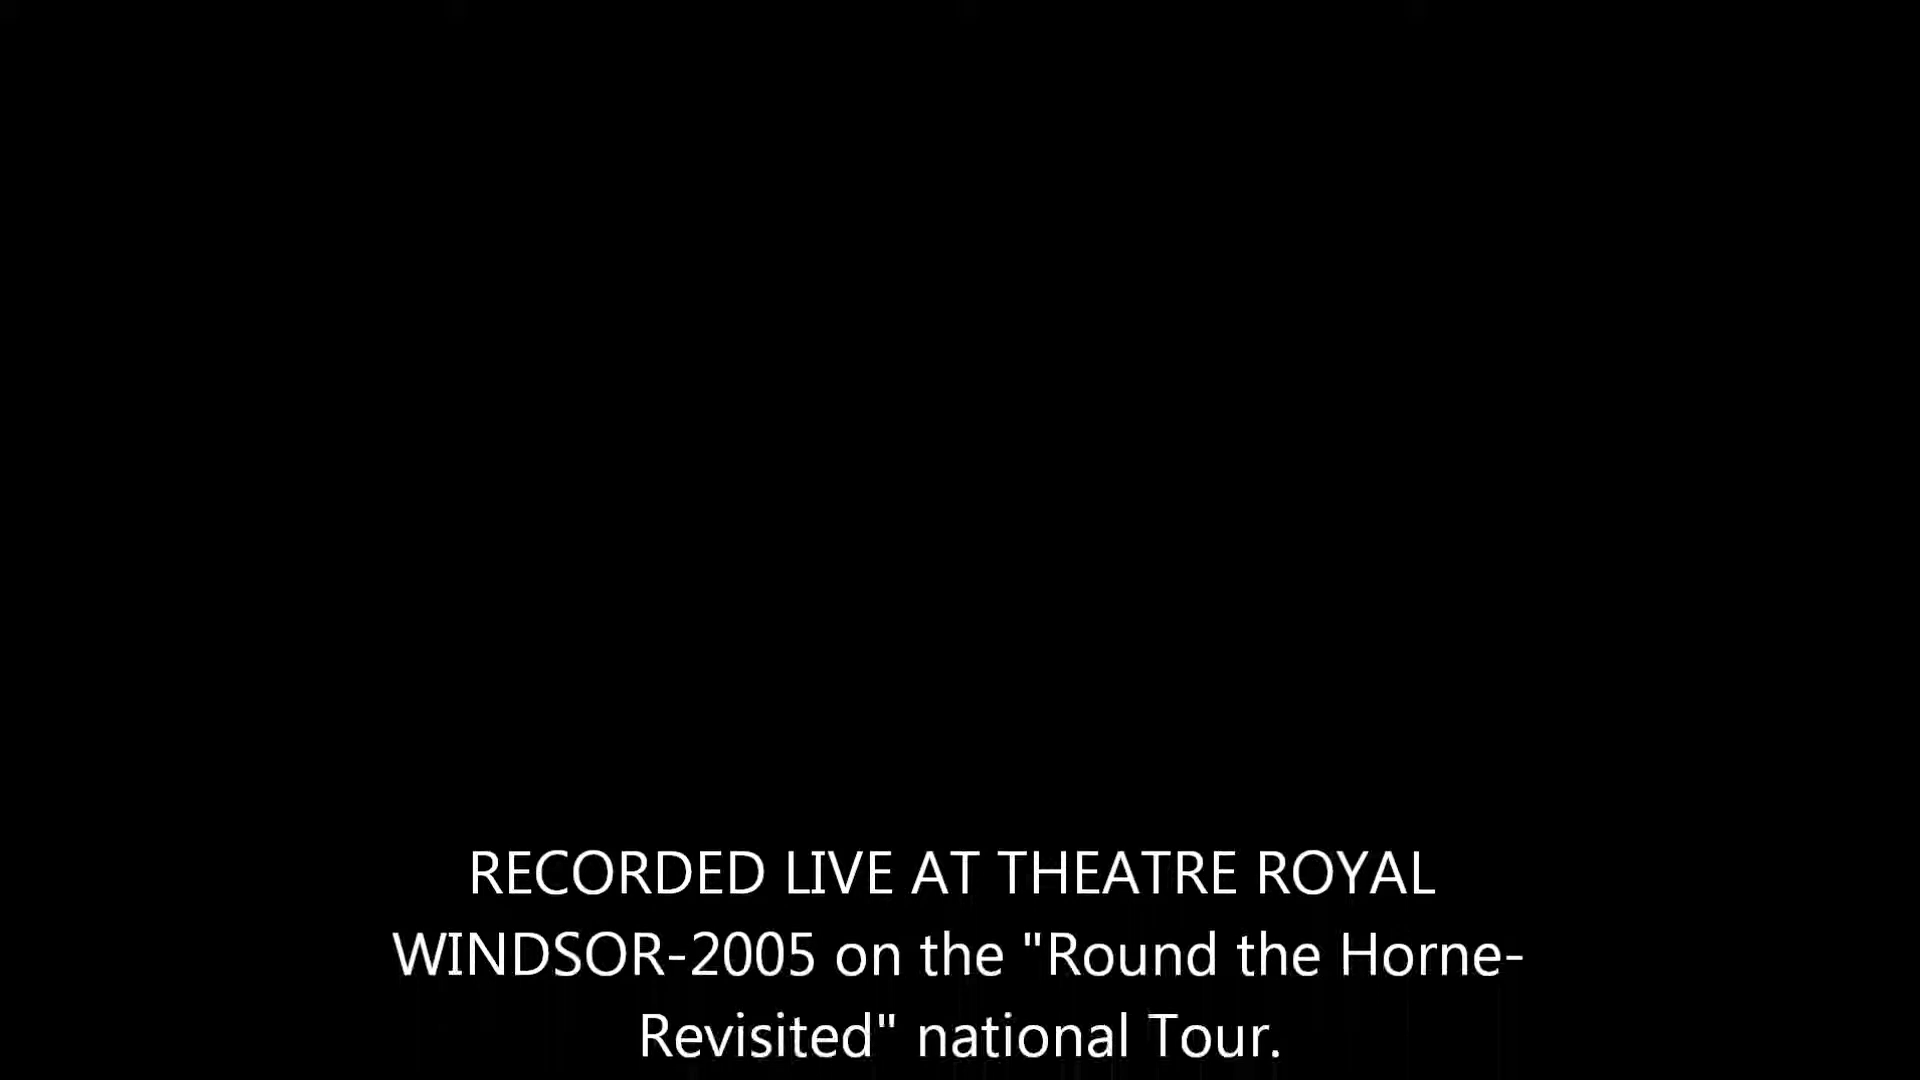 RECORDED LIVE AT THEATRE ROYAL
WINDSOR-2005 on the "Round the Horne-
Revisited" national Tour.